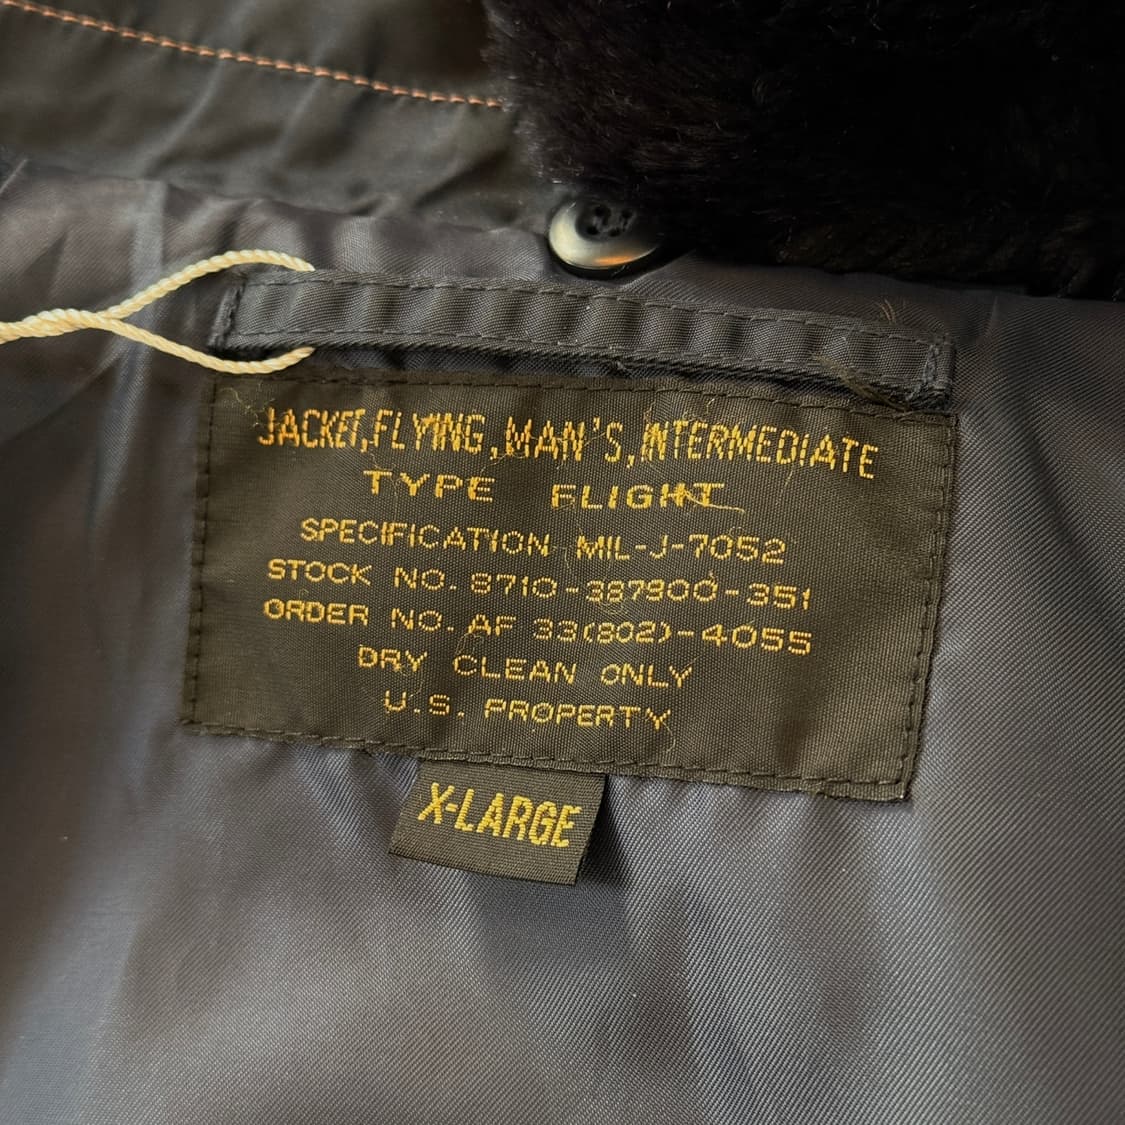 JACKET,FLYING,MAN'S,INTERMEDIATE
TYPE FLIGHT
SPECIFICATION MIL-J-7052
STOCK NO. 8710-387900-351
ORDER NO. AF 33(802)-4055
DRY CLEAN ONLY
U.S. PROPERTY
X-LARGE